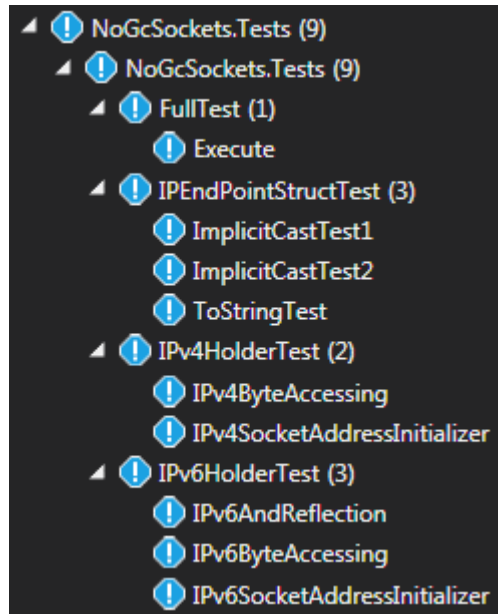 NoGcSockets.Tests (9)
NoGcSockets.Tests (9)
FullTest (1)
Execute
IPEndPointStructTest (3)
ImplicitCastTest1
ImplicitCastTest2
ToStringTest
IPv4HolderTest (2)
IPv4ByteAccessing
IPv4SocketAddressInitializer
IPv6HolderTest (3)
IPv6AndReflection
IPv6ByteAccessing
IPv6SocketAddressInitializer